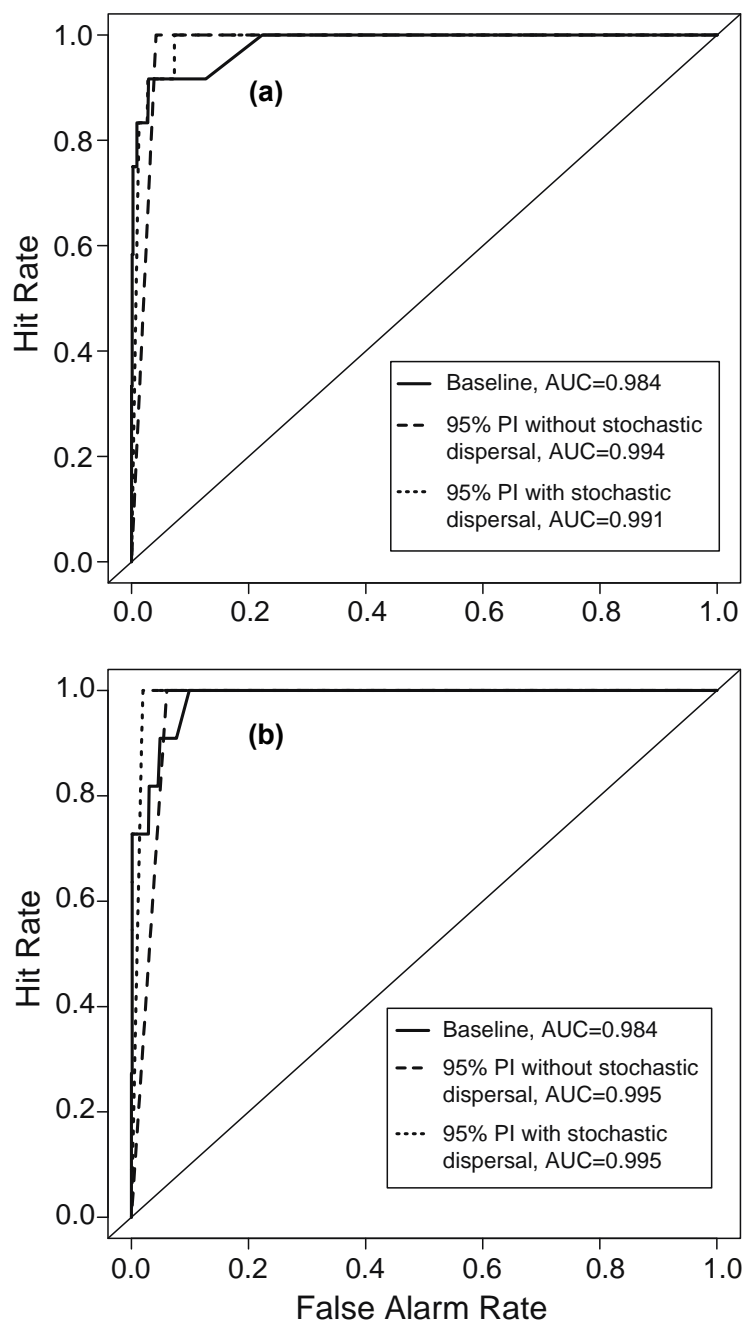 1.0
0.8
0.6
0.4
0.2
0.0
Hit Rate
(a)
Baseline, AUC=0.984
95% PI without stochastic
dispersal, AUC=0.994
95% PI with stochastic
dispersal, AUC=0.991
0.0 0.2 0.4 0.6 0.8 1.0
1.0
0.8
0.6
0.4
0.2
0.0
Hit Rate
(b)
Baseline, AUC=0.984
95% PI without stochastic
dispersal, AUC=0.995
95% PI with stochastic
dispersal, AUC=0.995
0.0 0.2 0.4 0.6 0.8 1.0
False Alarm Rate